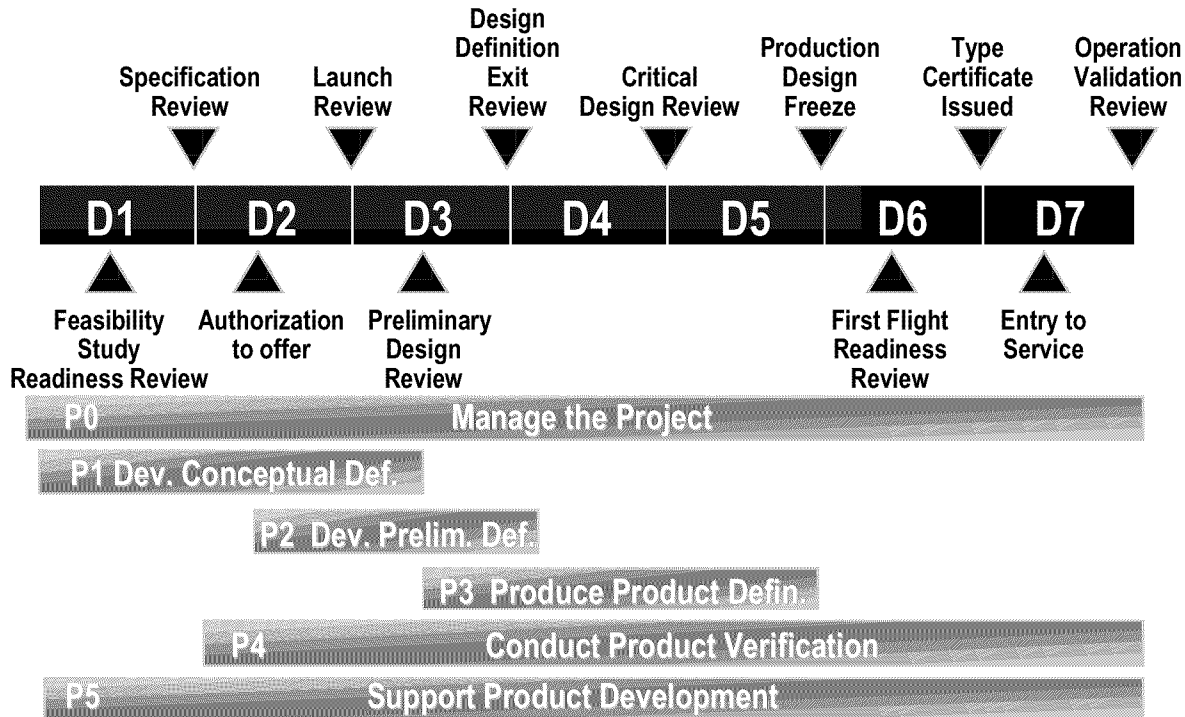 Specification
Review
Launch
Review
Design
Definition
Exit
Review
Critical
Design Review
Production
Design
Freeze
Type
Certificate
Issued
Operation
Validation
Review
D1 D2 D3 D4 D5 D6 D7
Feasibility
Study
Readiness Review
Authorization
to offer
Preliminary
Design
Review
First Flight
Readiness
Review
Entry to
Service
P0 Manage the Project
P1 Dev. Conceptual Def.
P2 Dev. Prelim. Def.
P3 Produce Product Defin.
P4 Conduct Product Verification
P5 Support Product Development